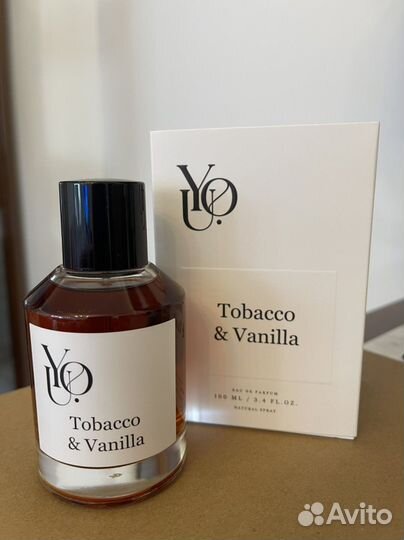 YOU.
Tobacco
& Vanilla
EAU DE PARFUM
100 ML / 3.4 FL.OZ.
NATURAL SPRAY
YOU.
Tobacco
& Vanilla
Avito